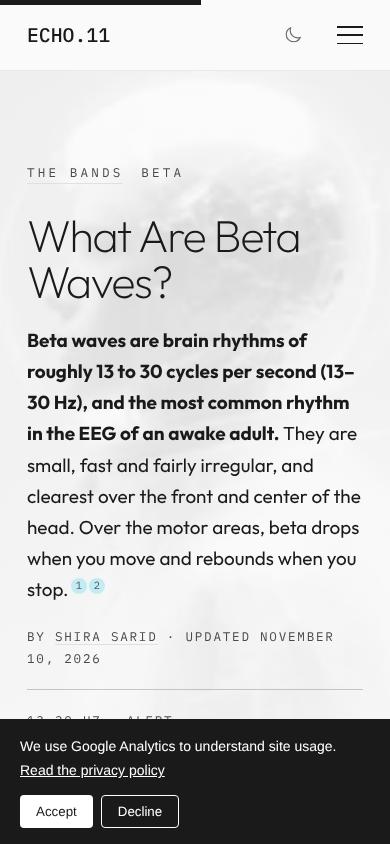 ECHO.11
THE BANDS BETA
What Are Beta
Waves?
Beta waves are brain rhythms of
roughly 13 to 30 cycles per second (13–
30 Hz), and the most common rhythm
in the EEG of an awake adult. They are
small, fast and fairly irregular, and
clearest over the front and center of the
head. Over the motor areas, beta drops
when you move and rebounds when you
stop. 1 2
BY SHIRA SARID · UPDATED NOVEMBER
10, 2026
We use Google Analytics to understand site usage.
Read the privacy policy
Accept Decline